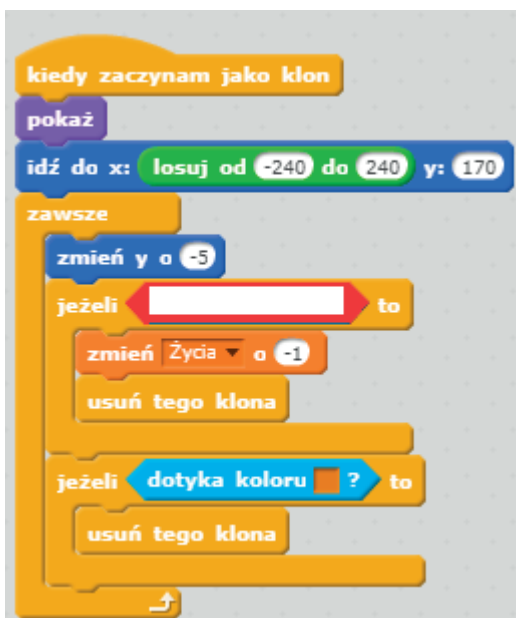 kiedy zaczynam jako klon
pokaż
idź do x: losuj od -240 do 240 y: 170
zawsze
zmień y o -5
jeżeli to
zmień Życia o -1
usuń tego klona
jeżeli dotyka koloru ? to
usuń tego klona